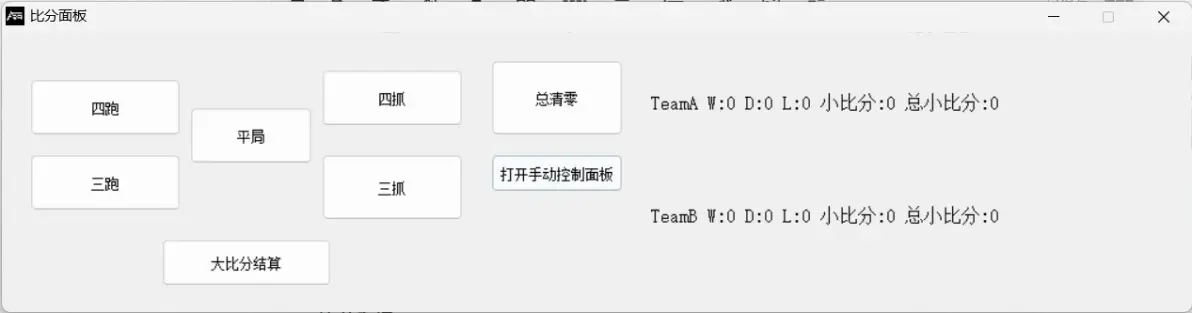 比分面板
四跑
平局
四抓
总清零
三跑
三抓
打开手动控制面板
大比分结算
TeamA W:0 D:0 L:0 小比分:0 总小比分:0
TeamB W:0 D:0 L:0 小比分:0 总小比分:0